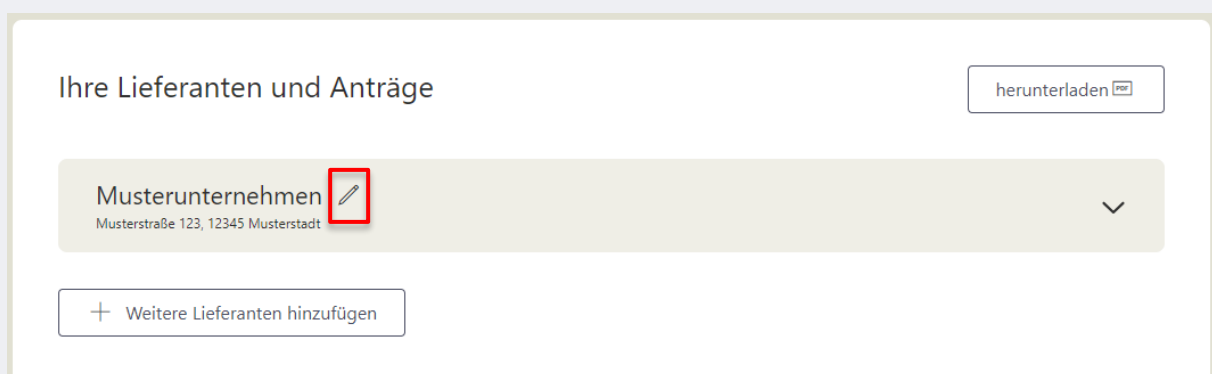 Ihre Lieferanten und Anträge
herunterladen PDF
Musterunternehmen
Musterstraße 123, 12345 Musterstadt
Weitere Lieferanten hinzufügen